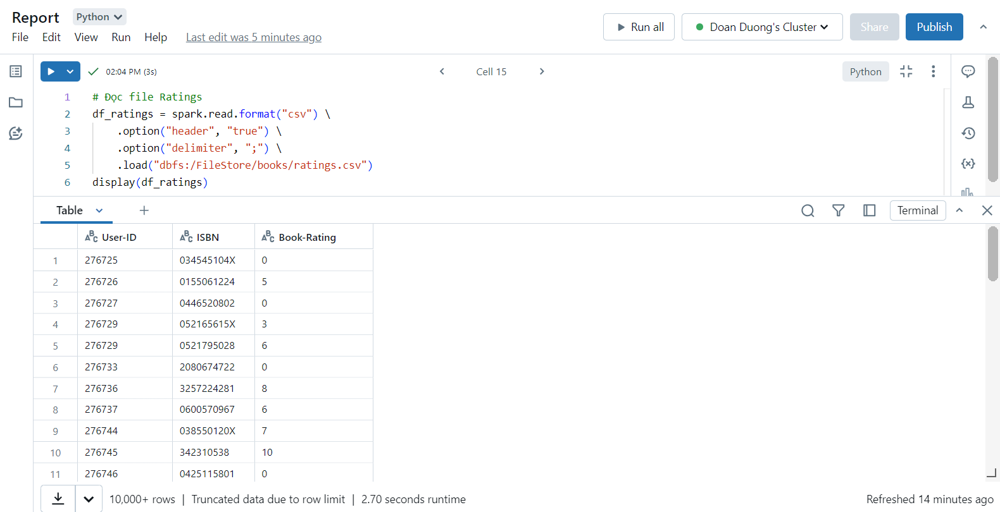 Report Python
File Edit View Run Help Last edit was 5 minutes ago
Run all Doan Duong's Cluster Share Publish
02:04 PM (3s) Cell 15 Python
1 # Đọc file Ratings
2 df_ratings = spark.read.format("csv") \
3 .option("header", "true") \
4 .option("delimiter", ";") \
5 .load("dbfs:/FileStore/books/ratings.csv")
6 display(df_ratings)
Table + Terminal
User-ID ISBN Book-Rating
1 276725 034545104X 0
2 276726 0155061224 5
3 276727 0446520802 0
4 276729 052165615X 3
5 276729 0521795028 6
6 276733 2080674722 0
7 276736 3257224281 8
8 276737 0600570967 6
9 276744 038550120X 7
10 276745 342310538 10
11 276746 0425115801 0
10,000+ rows | Truncated data due to row limit | 2.70 seconds runtime Refreshed 14 minutes ago